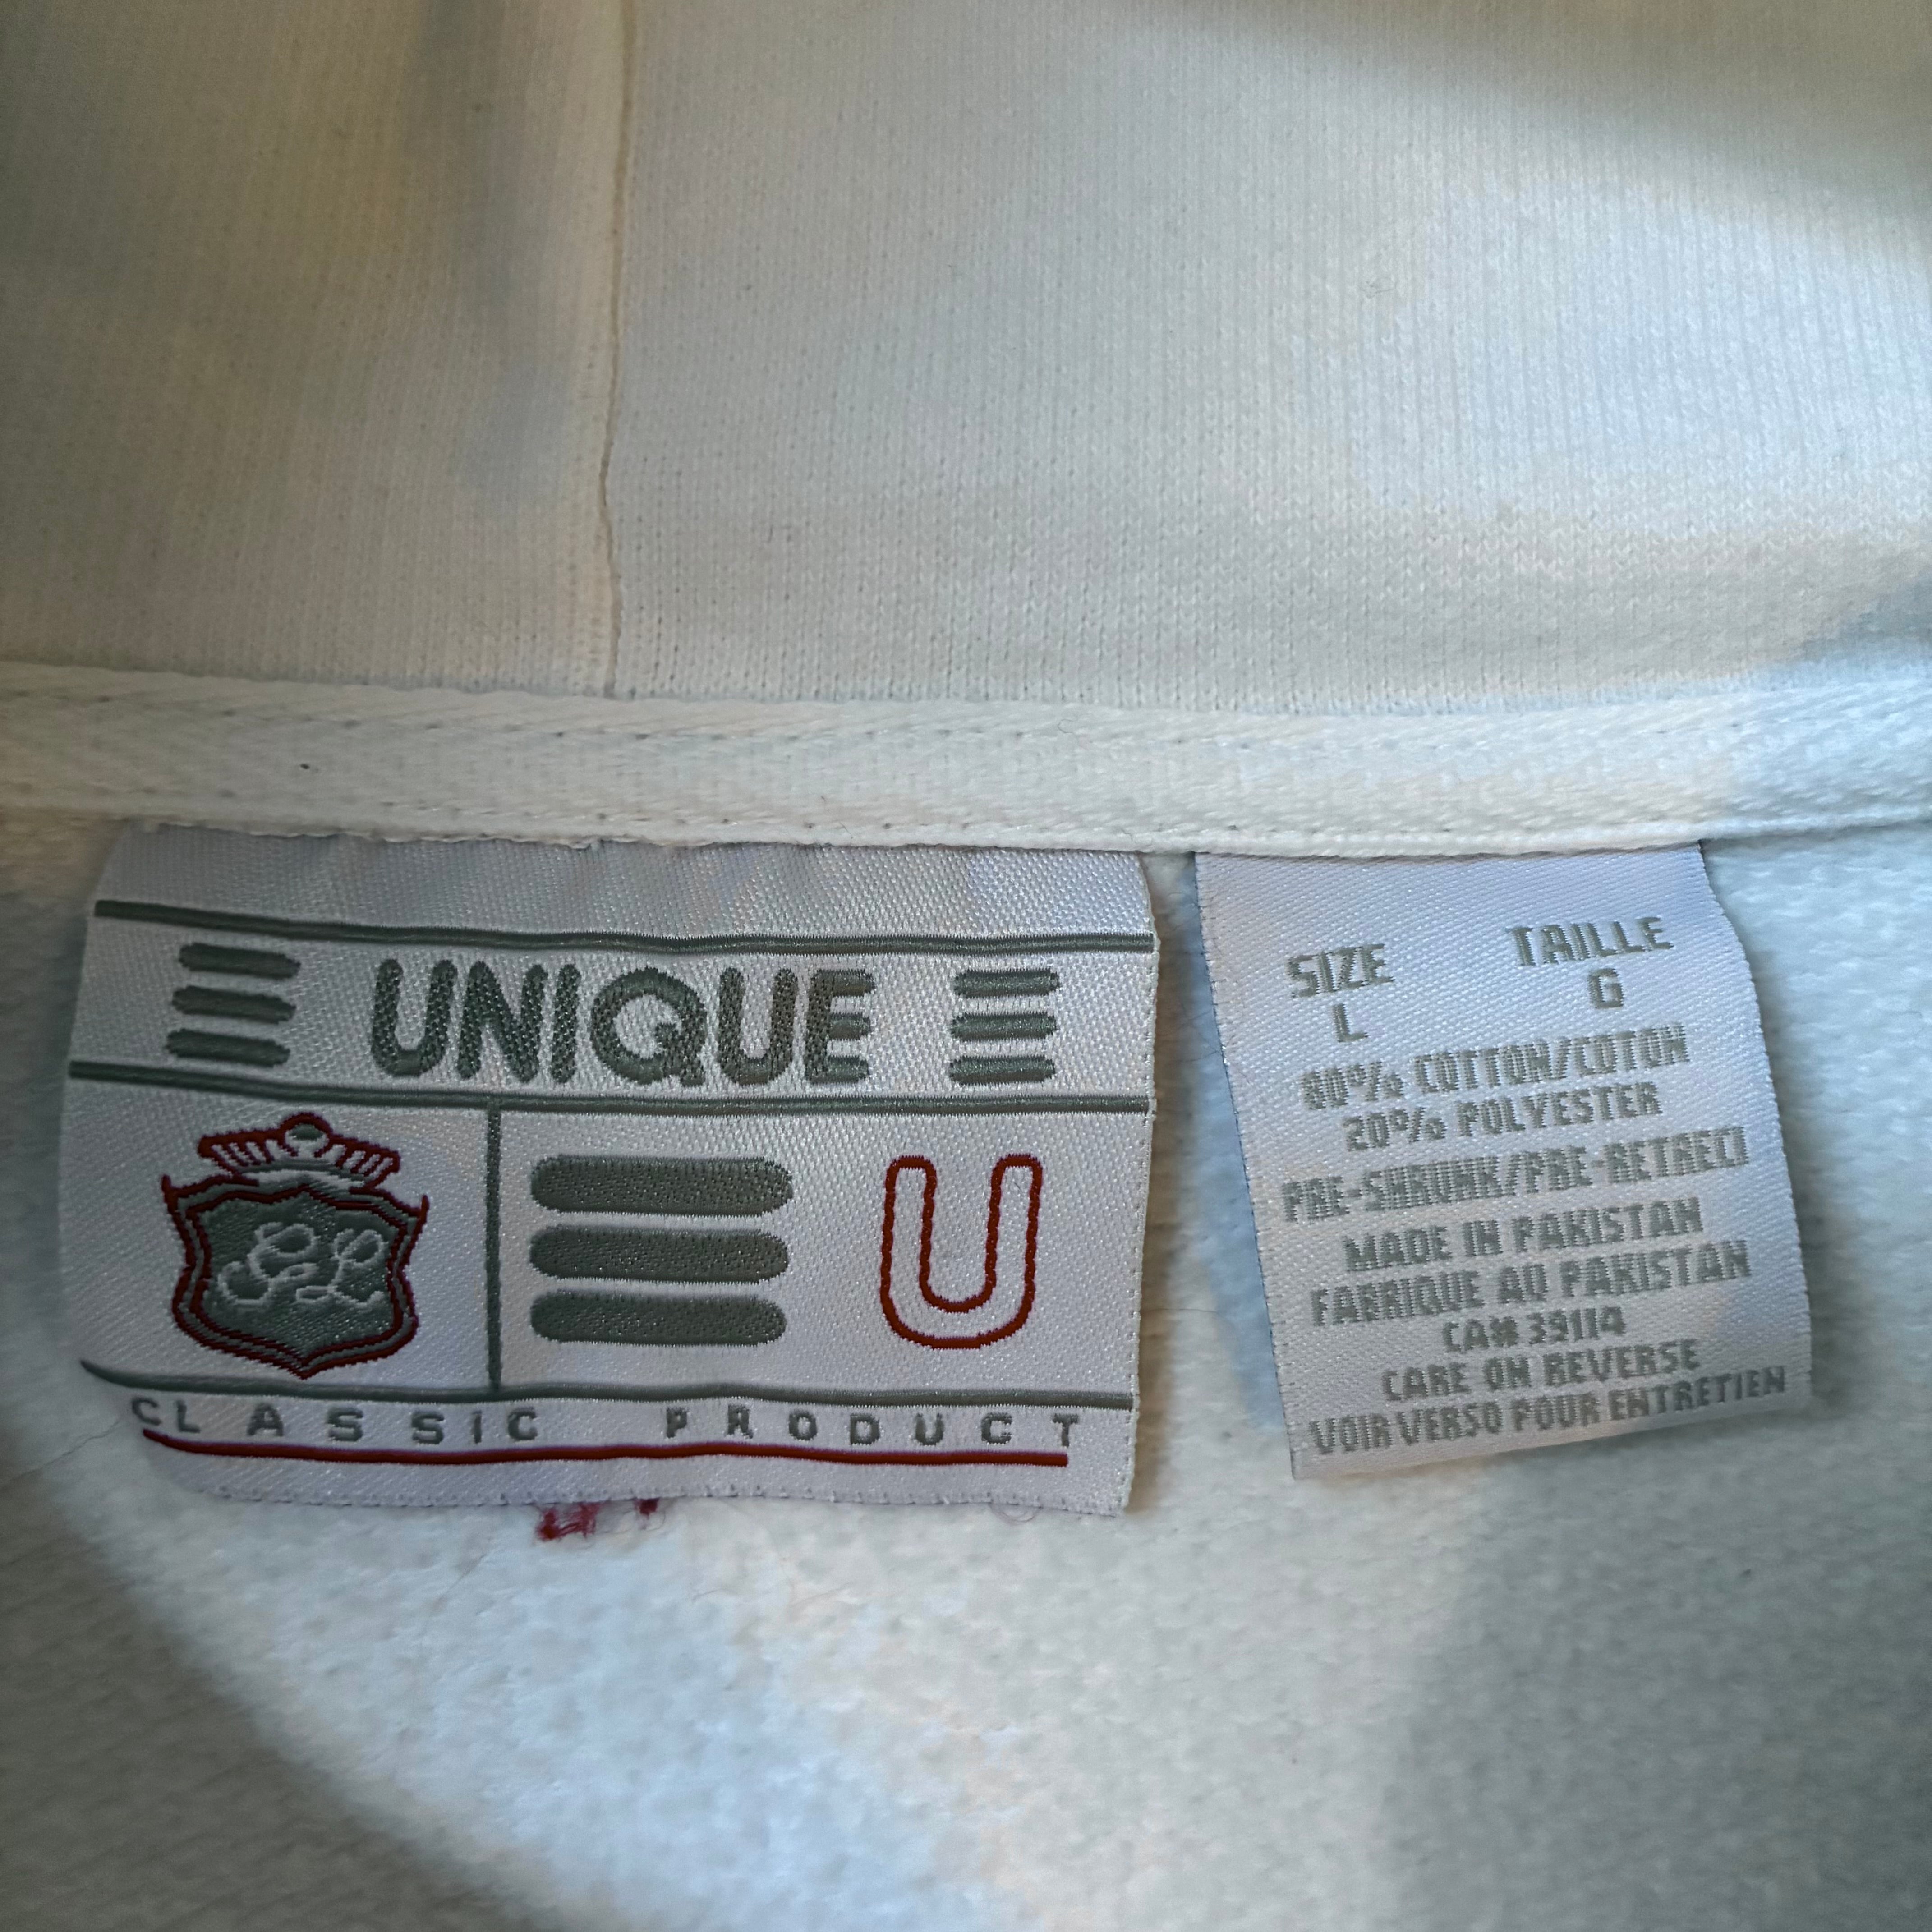 UNIQUE
GL
U
CLASSIC PRODUCT
SIZE TAILLE
L G
80% COTTON/COTON
20% POLYESTER
PRE-SHRUNK/PRE-RETRECI
MADE IN PAKISTAN
FABRIQUE AU PAKISTAN
CA# 39114
CARE ON REVERSE
VOIR VERSO POUR ENTRETIEN